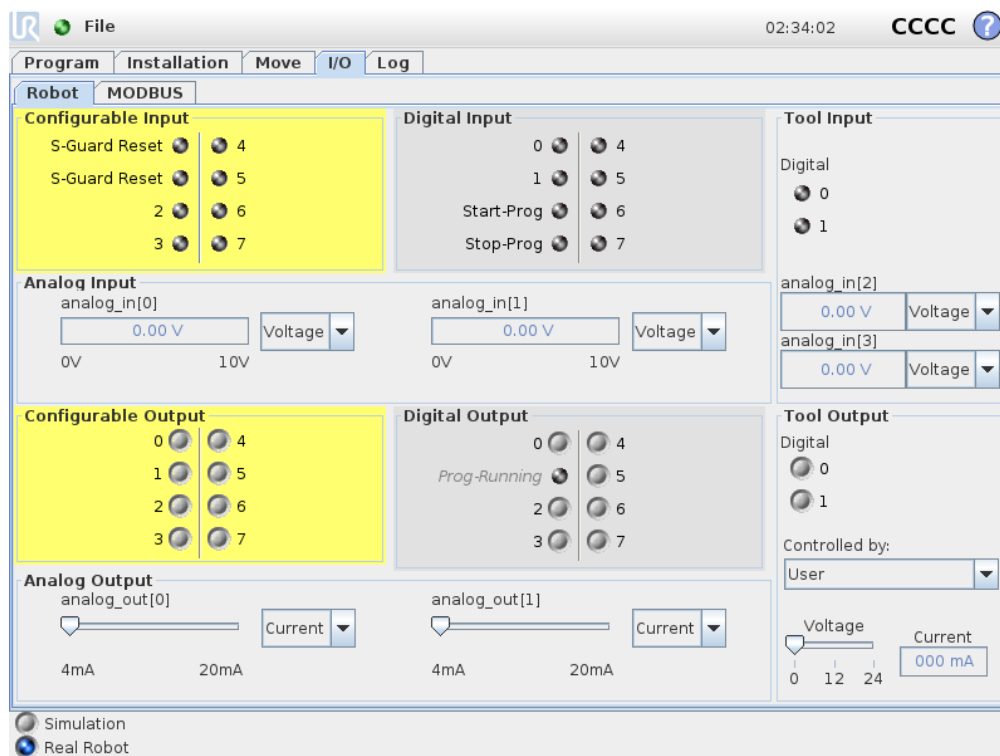 UR File 02:34:02 CCCC ?
Program Installation Move I/O Log
Robot MODBUS
Configurable Input
S-Guard Reset 4
S-Guard Reset 5
2 6
3 7
Digital Input
0 4
1 5
Start-Prog 6
Stop-Prog 7
Tool Input
Digital
0
1
analog_in[2]
0.00 V Voltage
analog_in[3]
0.00 V Voltage
Analog Input
analog_in[0]
0.00 V Voltage
0V 10V
analog_in[1]
0.00 V Voltage
0V 10V
Configurable Output
0 4
1 5
2 6
3 7
Digital Output
0 4
Prog-Running 5
2 6
3 7
Tool Output
Digital
0
1
Controlled by:
User
Voltage
0 12 24
Current
000 mA
Analog Output
analog_out[0]
Current
4mA 20mA
analog_out[1]
Current
4mA 20mA
Simulation
Real Robot